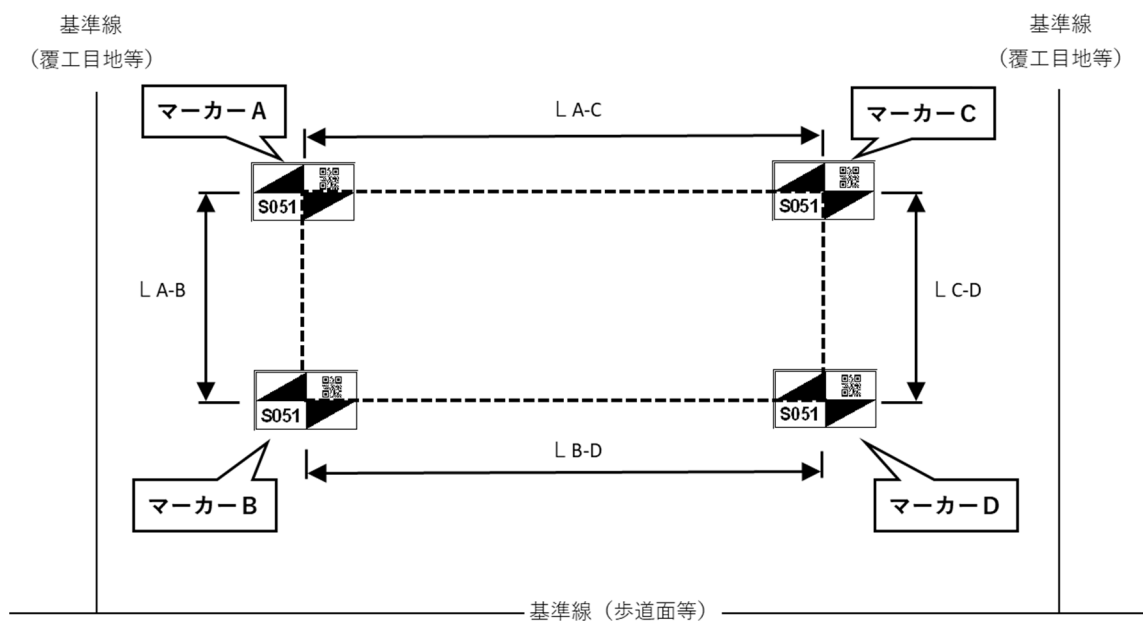 基準線
（覆工目地等）
基準線
（覆工目地等）
マーカーA
L A-C
マーカーC
S051
S051
L A-B
L C-D
S051
S051
L B-D
マーカーB
マーカーD
基準線（歩道面等）